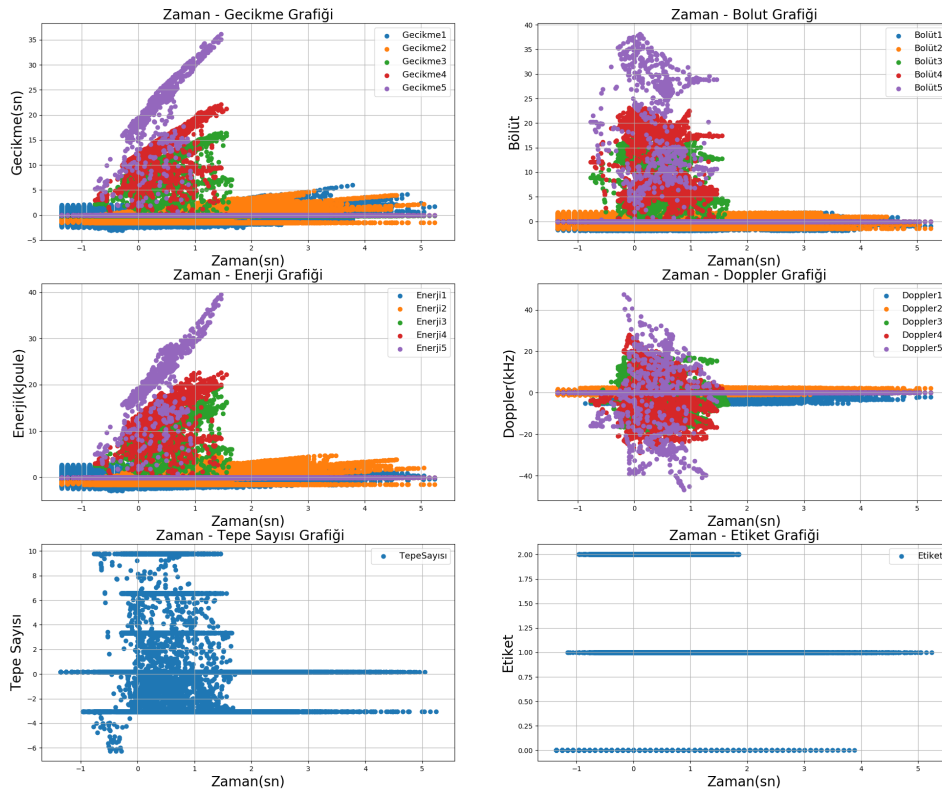 Zaman - Gecikme Grafiği
Gecikme(sn)
35
30
25
20
15
10
5
0
−5
Gecikme1
Gecikme2
Gecikme3
Gecikme4
Gecikme5
−1 0 1 2 3 4 5
Zaman(sn)
Zaman - Bolut Grafiği
Bölüt
40
35
30
25
20
15
10
5
0
Bolüt1
Bolüt2
Bolüt3
Bolüt4
Bolüt5
−1 0 1 2 3 4 5
Zaman(sn)
Zaman - Enerji Grafiği
Enerji(kJoule)
40
30
20
10
0
Enerji1
Enerji2
Enerji3
Enerji4
Enerji5
−1 0 1 2 3 4 5
Zaman(sn)
Zaman - Doppler Grafiği
Doppler(kHz)
40
20
0
−20
−40
Doppler1
Doppler2
Doppler3
Doppler4
Doppler5
−1 0 1 2 3 4 5
Zaman(sn)
Zaman - Tepe Sayısı Grafiği
Tepe Sayısı
10
8
6
4
2
0
−2
−4
−6
TepeSayısı
−1 0 1 2 3 4 5
Zaman(sn)
Zaman - Etiket Grafiği
Etiket
2.00
1.75
1.50
1.25
1.00
0.75
0.50
0.25
0.00
Etiket
−1 0 1 2 3 4 5
Zaman(sn)